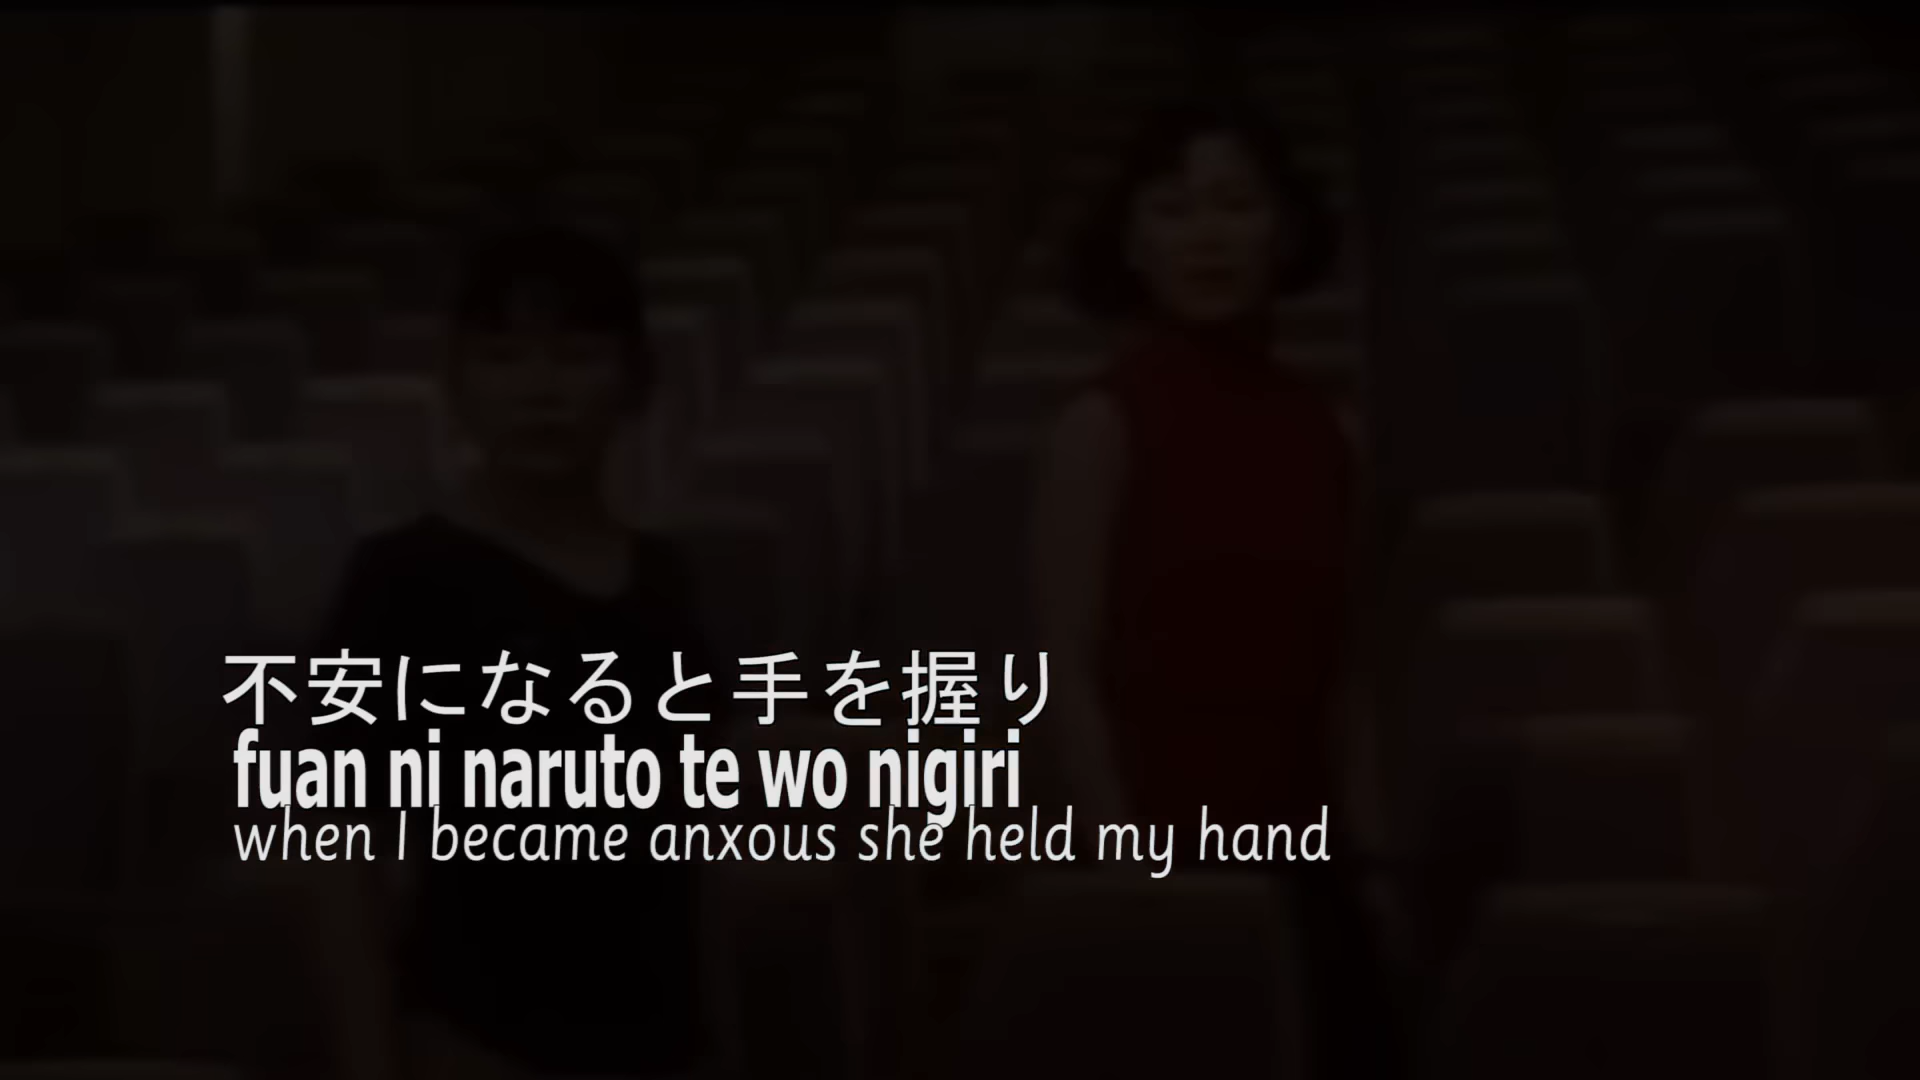 不安になると手を握り
fuan ni naruto te wo nigiri
when I became anxous she held my hand